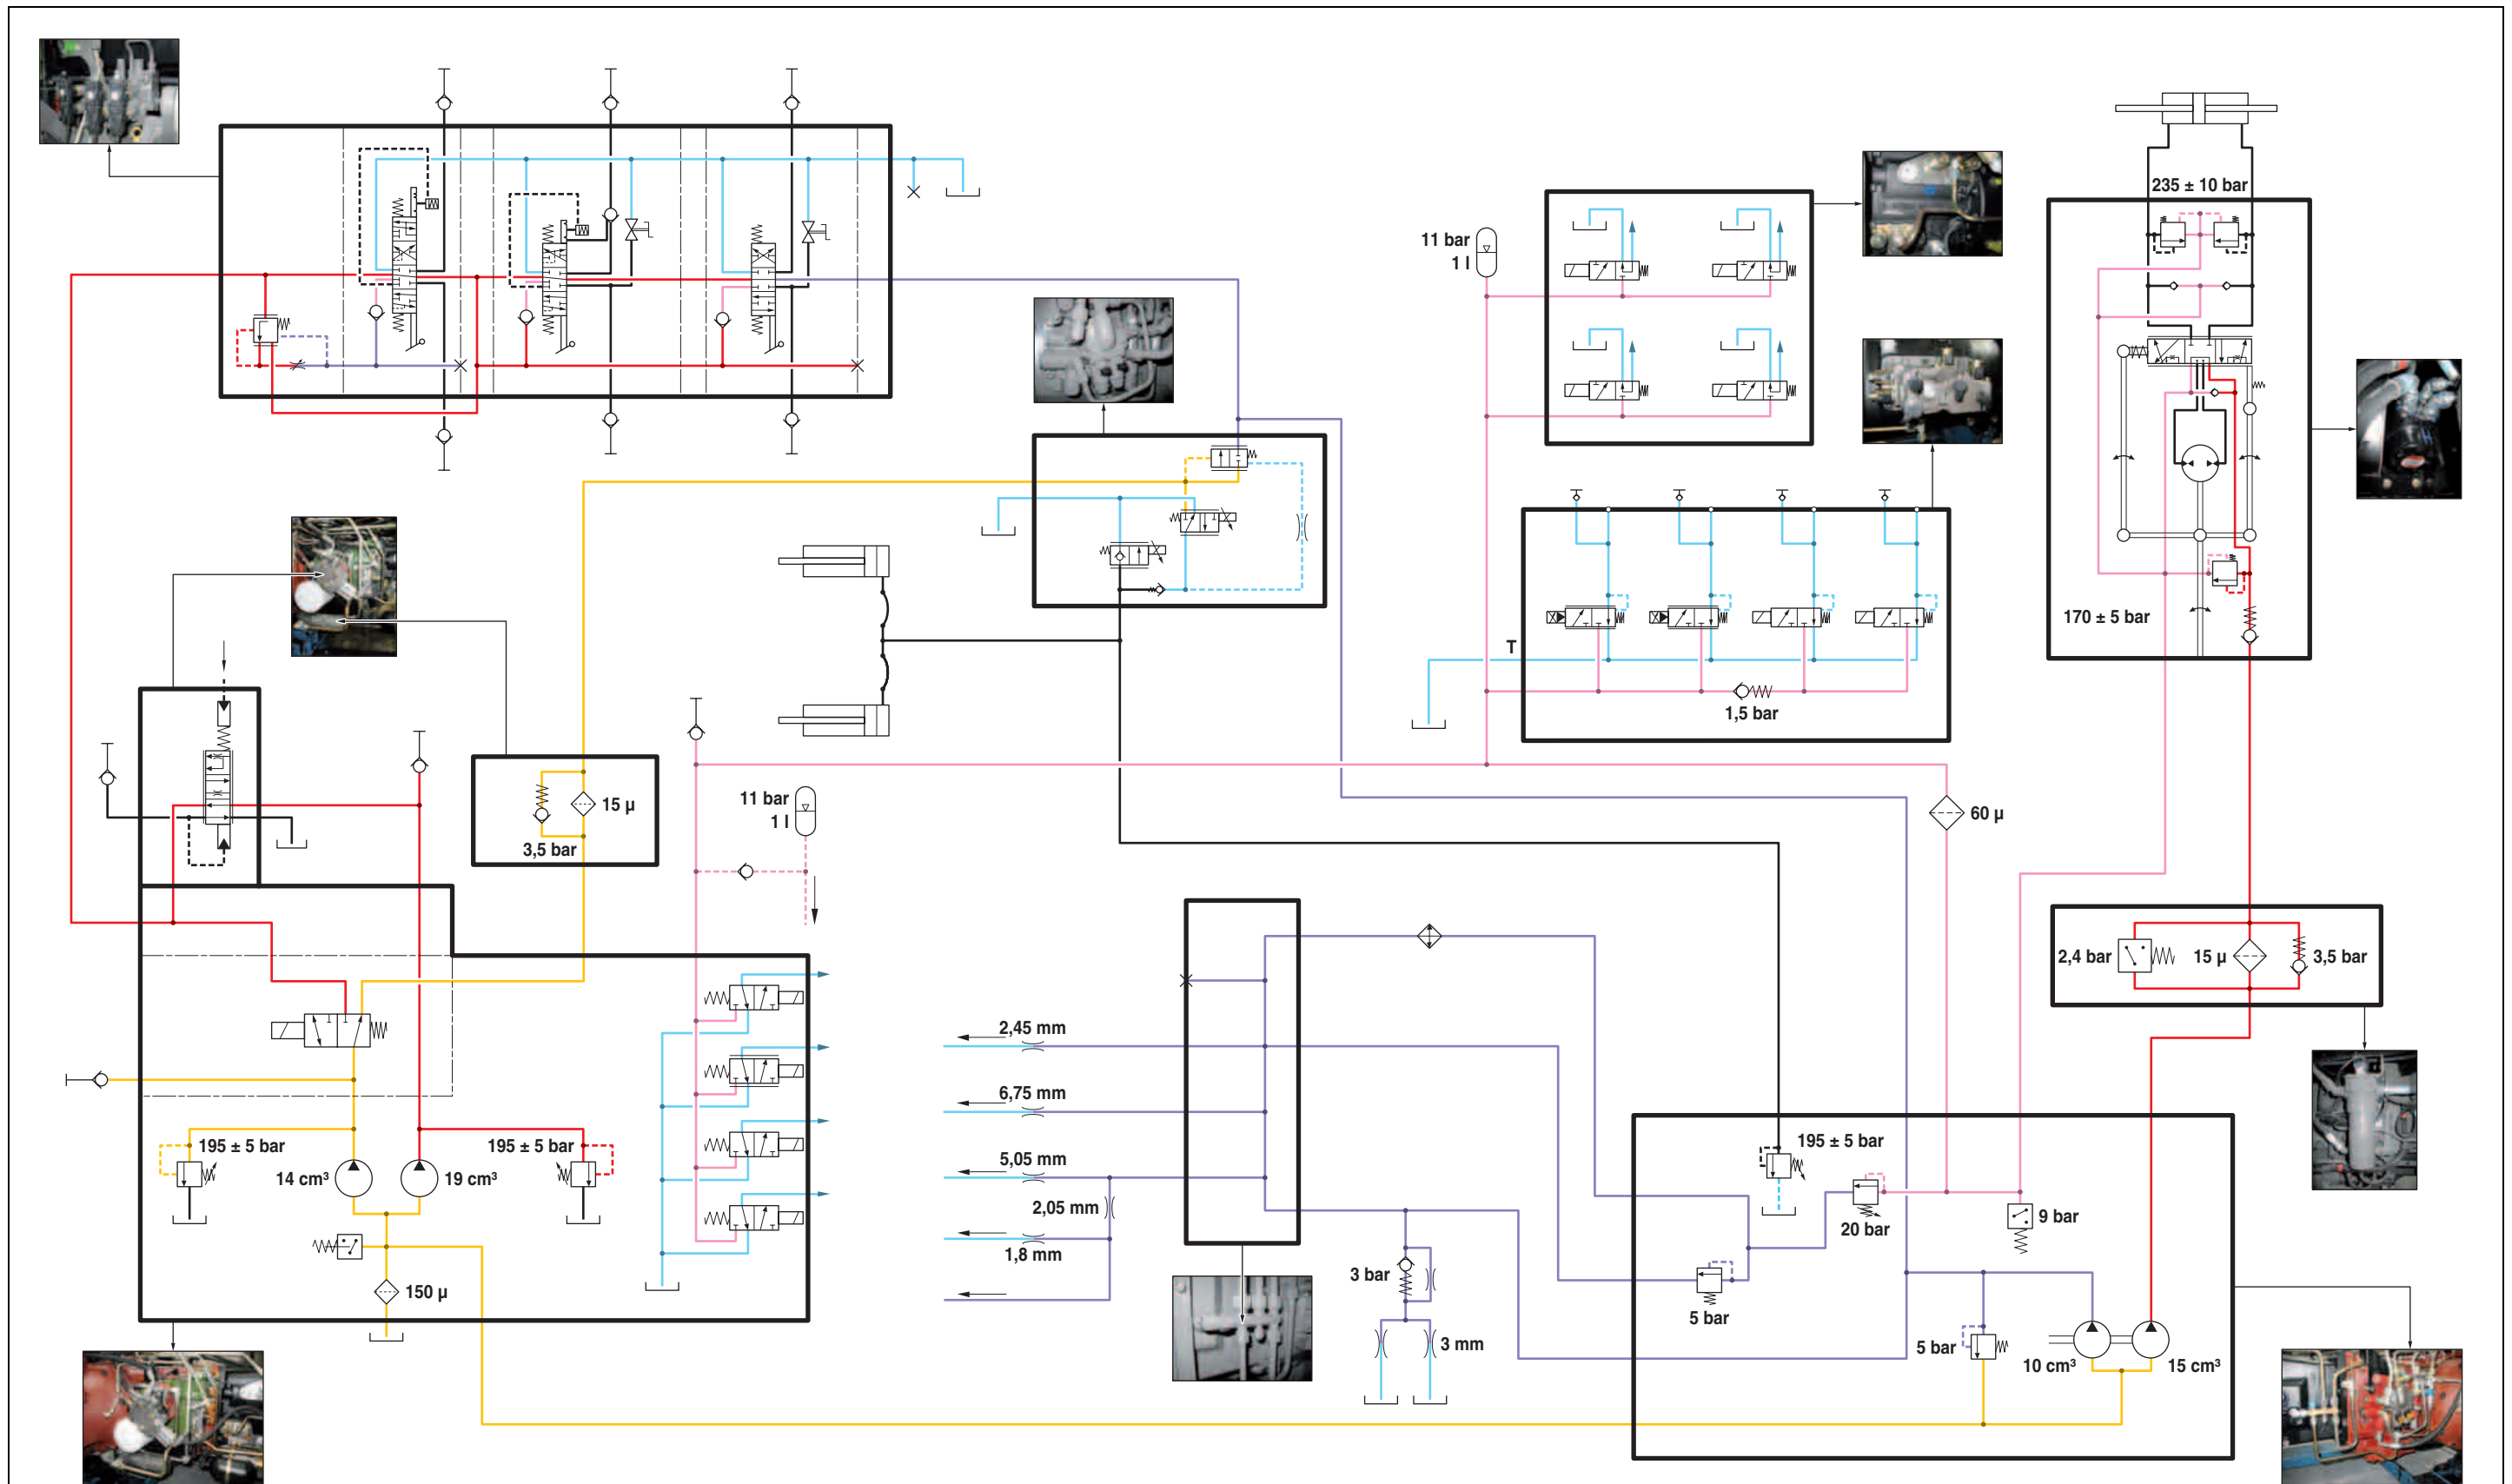 235 ± 10 bar
11 bar
1 l
170 ± 5 bar
T
1,5 bar
15 µ
3,5 bar
11 bar
1 l
60 µ
2,4 bar
15 µ
3,5 bar
2,45 mm
6,75 mm
5,05 mm
2,05 mm
1,8 mm
195 ± 5 bar
195 ± 5 bar
14 cm³
19 cm³
150 µ
195 ± 5 bar
20 bar
9 bar
3 bar
5 bar
3 mm
5 bar
10 cm³
15 cm³